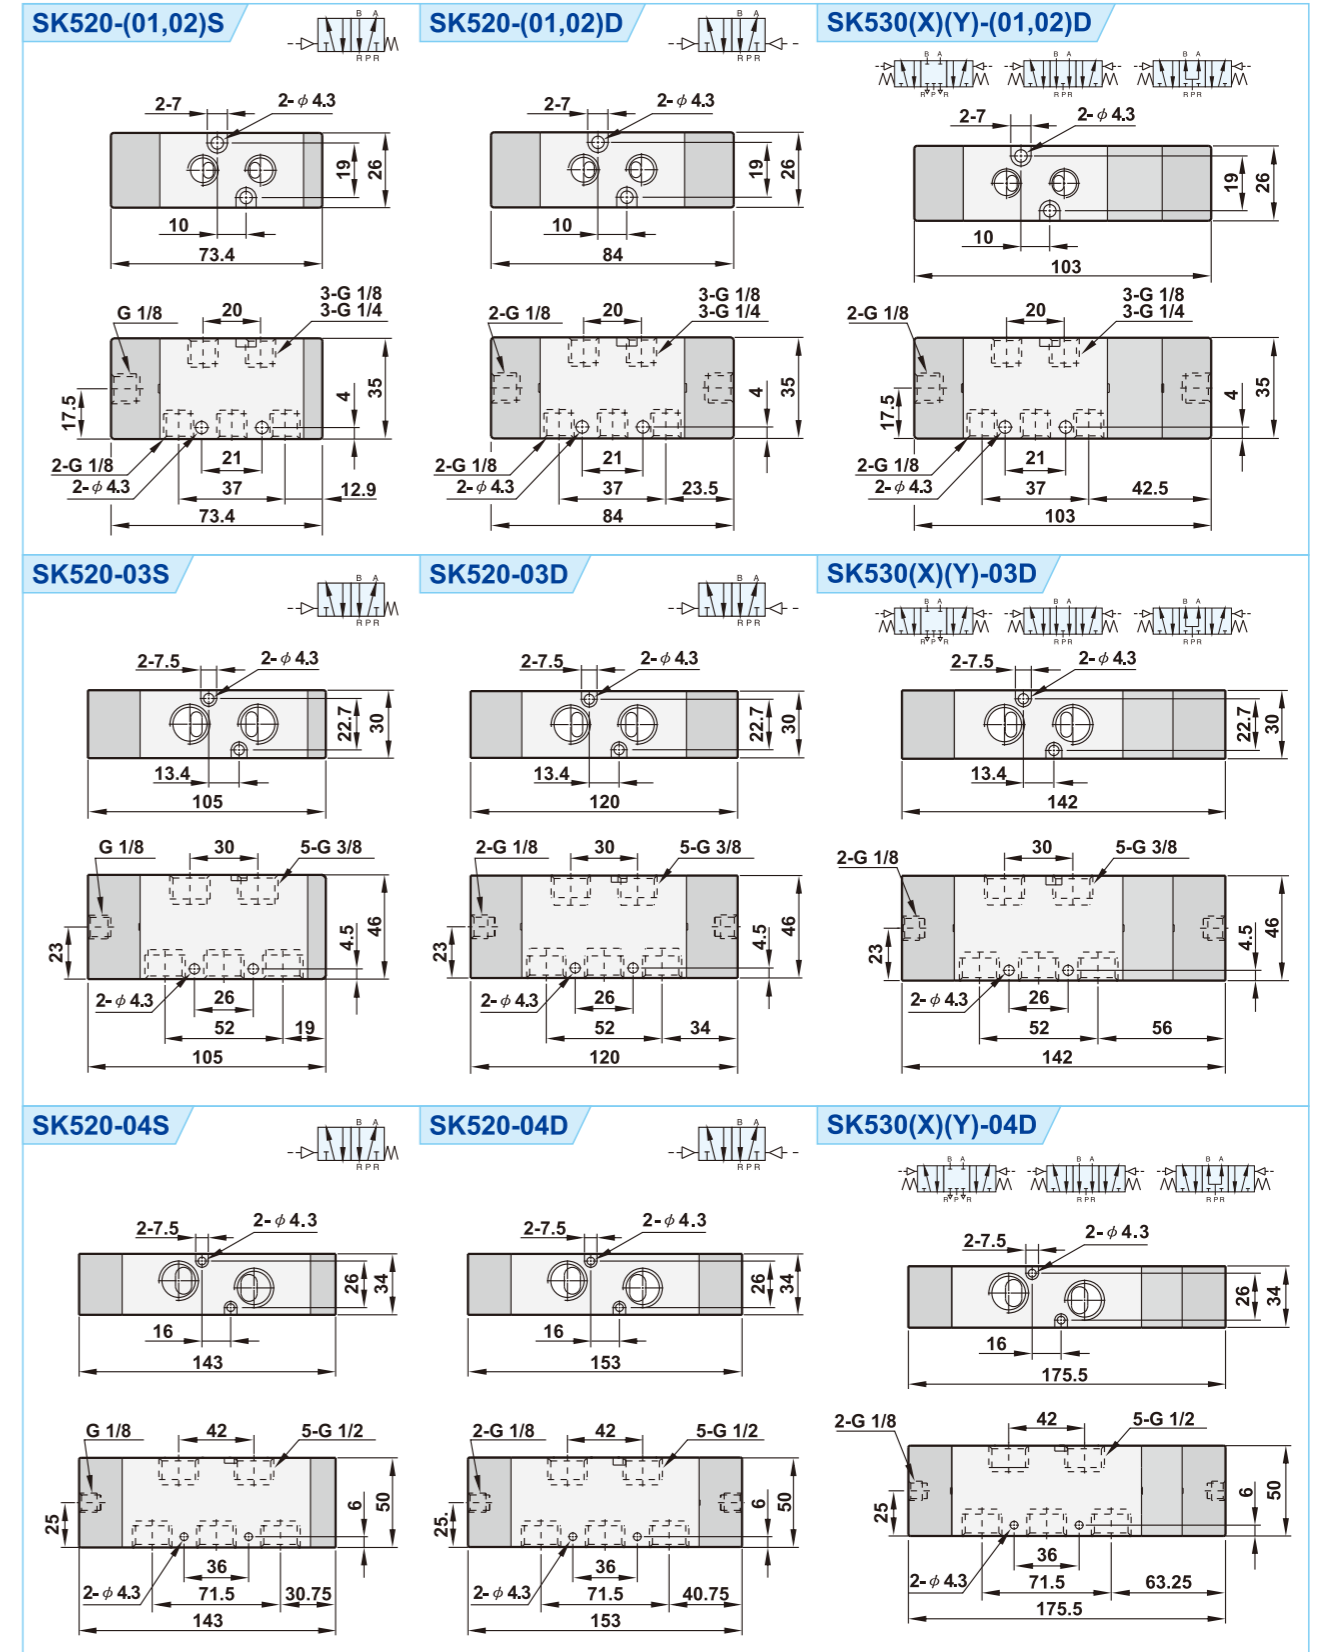 SK520-(01,02)S
B A
R P R
2-7
2-φ4.3
19
26
10
73.4
G 1/8
20
3-G 1/8
3-G 1/4
17.5
4
35
2-G 1/8
2-φ4.3
21
37
12.9
73.4
SK520-(01,02)D
B A
R P R
2-7
2-φ4.3
19
26
10
84
2-G 1/8
20
3-G 1/8
3-G 1/4
4
35
2-G 1/8
2-φ4.3
21
37
23.5
84
SK530(X)(Y)-(01,02)D
B A
B A
B A
R P R
R P R
R P R
2-7
2-φ4.3
19
26
10
103
2-G 1/8
20
3-G 1/8
3-G 1/4
17.5
4
35
2-G 1/8
2-φ4.3
21
37
42.5
103
SK520-03S
B A
R P R
2-7.5
2-φ4.3
22.7
30
13.4
105
G 1/8
30
5-G 3/8
23
4.5
46
2-φ4.3
26
52
19
105
SK520-03D
B A
R P R
2-7.5
2-φ4.3
22.7
30
13.4
120
2-G 1/8
30
5-G 3/8
23
4.5
46
2-φ4.3
26
52
34
120
SK530(X)(Y)-03D
B A
B A
B A
R P R
R P R
R P R
2-7.5
2-φ4.3
22.7
30
13.4
142
2-G 1/8
30
5-G 3/8
23
4.5
46
2-φ4.3
26
52
56
142
SK520-04S
B A
R P R
2-7.5
2-φ4.3
26
34
16
143
G 1/8
42
5-G 1/2
25
6
50
2-φ4.3
36
71.5
30.75
143
SK520-04D
B A
R P R
2-7.5
2-φ4.3
26
34
16
153
2-G 1/8
42
5-G 1/2
25.
6
50
2-φ4.3
36
71.5
40.75
153
SK530(X)(Y)-04D
B A
B A
B A
R P R
R P R
R P R
2-7.5
2-φ4.3
26
34
16
175.5
2-G 1/8
42
5-G 1/2
25
6
50
2-φ4.3
36
71.5
63.25
175.5